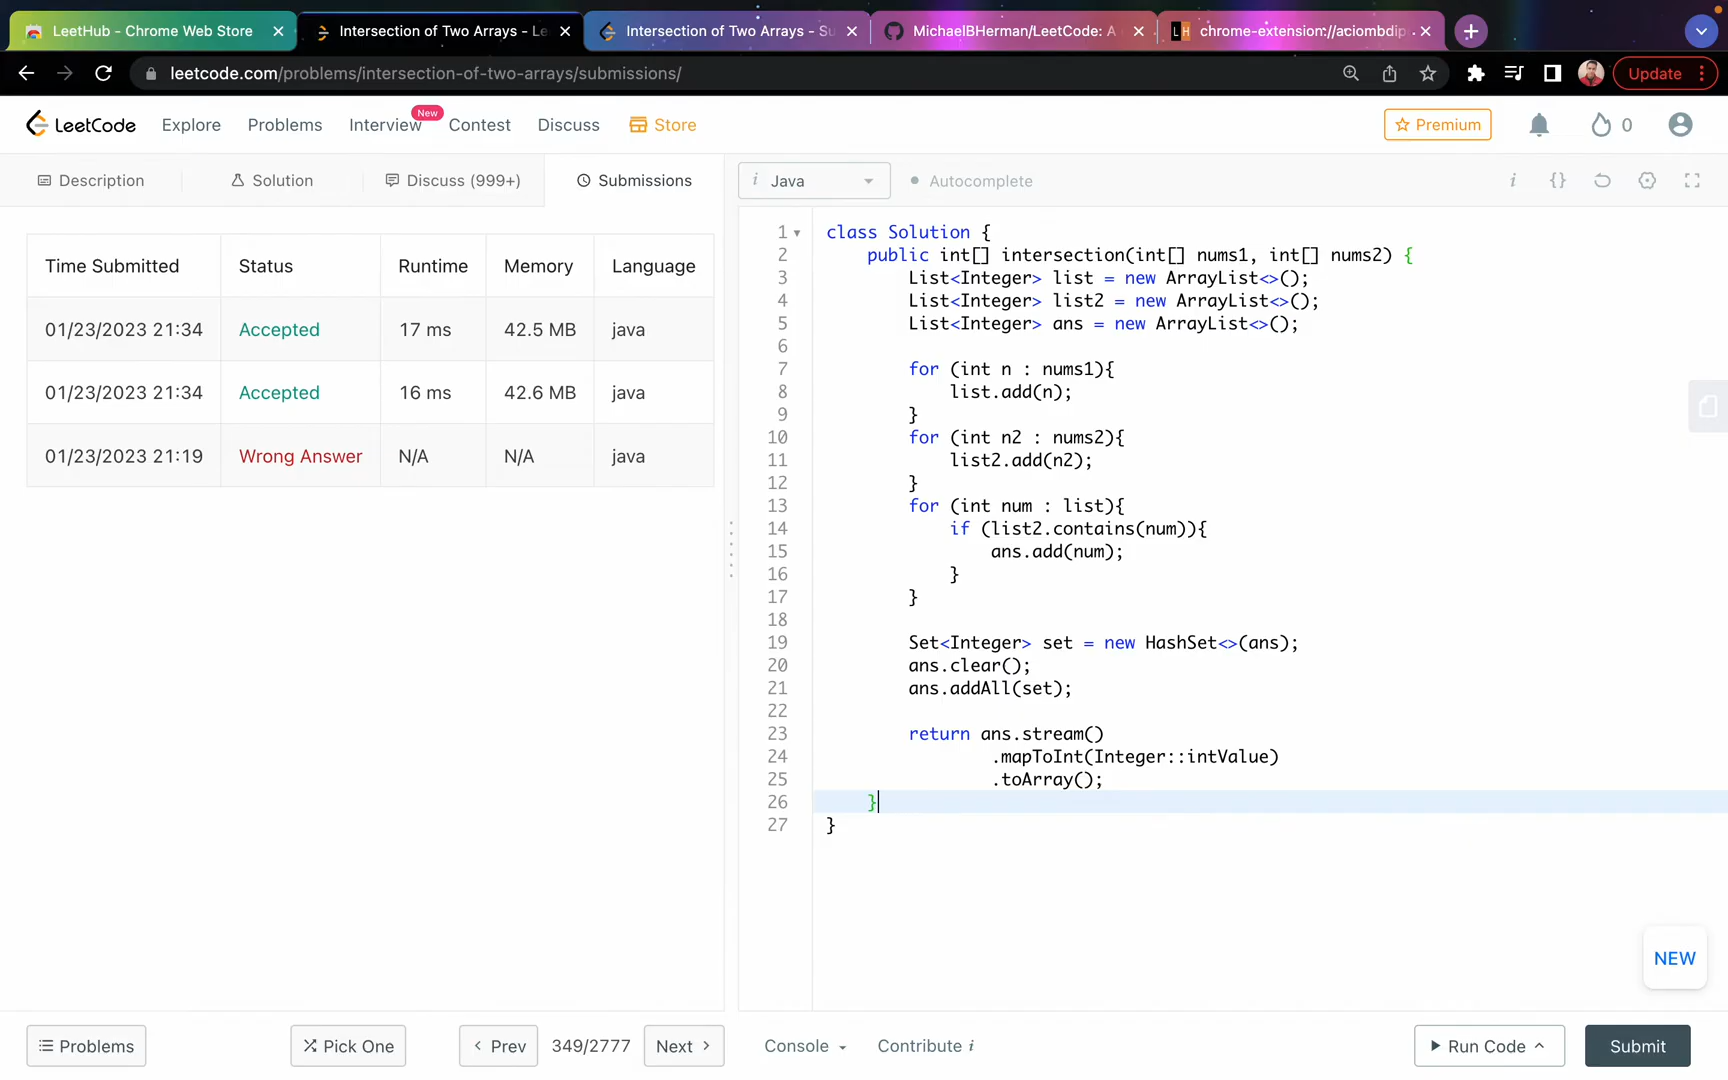 LeetHub - Chrome Web Store
Intersection of Two Arrays - Le
Intersection of Two Arrays - Su
MichaelBHerman/LeetCode: A
LH chrome-extension://aciombdip
leetcode.com/problems/intersection-of-two-arrays/submissions/
Update
LeetCode
Explore
Problems
Interview
New
Contest
Discuss
Store
Premium
0
Description
Solution
Discuss (999+)
Submissions
i Java
Autocomplete
i {}
Time Submitted Status Runtime Memory Language
01/23/2023 21:34 Accepted 17 ms 42.5 MB java
01/23/2023 21:34 Accepted 16 ms 42.6 MB java
01/23/2023 21:19 Wrong Answer N/A N/A java
1 class Solution {
2 public int[] intersection(int[] nums1, int[] nums2) {
3 List<Integer> list = new ArrayList<>();
4 List<Integer> list2 = new ArrayList<>();
5 List<Integer> ans = new ArrayList<>();
6
7 for (int n : nums1){
8 list.add(n);
9 }
10 for (int n2 : nums2){
11 list2.add(n2);
12 }
13 for (int num : list){
14 if (list2.contains(num)){
15 ans.add(num);
16 }
17 }
18
19 Set<Integer> set = new HashSet<>(ans);
20 ans.clear();
21 ans.addAll(set);
22
23 return ans.stream()
24 .mapToInt(Integer::intValue)
25 .toArray();
26 }
27 }
NEW
Problems
Pick One
Prev
349/2777
Next
Console
Contribute i
Run Code
Submit